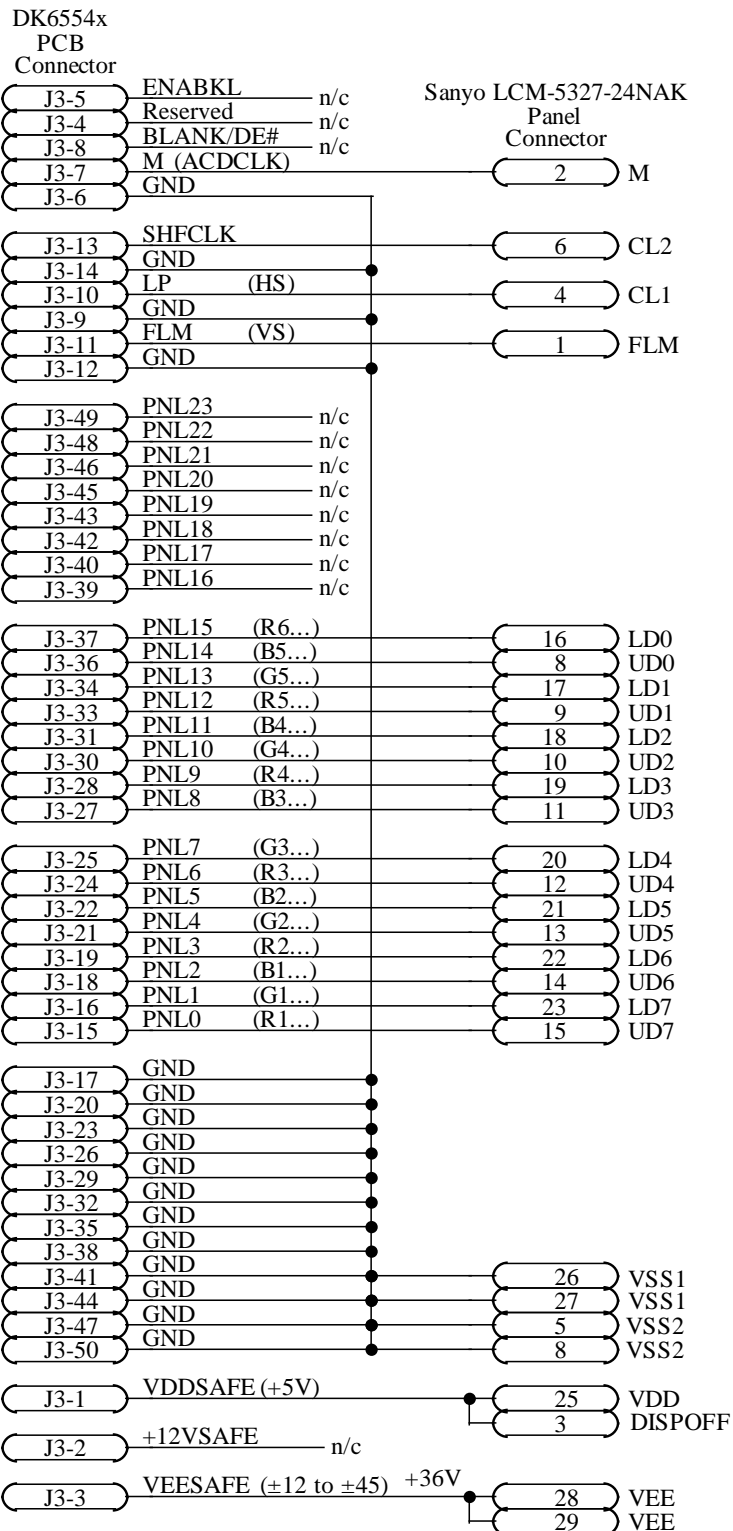 DK6554x
PCB
Connector
Sanyo LCM-5327-24NAK
Panel
Connector
J3-5 ENABKL n/c
J3-4 Reserved n/c
J3-8 BLANK/DE# n/c
J3-7 M (ACDCLK) 2 M
J3-6 GND
J3-13 SHFCLK 6 CL2
J3-14 GND
J3-10 LP (HS) 4 CL1
J3-9 GND
J3-11 FLM (VS) 1 FLM
J3-12 GND
J3-49 PNL23 n/c
J3-48 PNL22 n/c
J3-46 PNL21 n/c
J3-45 PNL20 n/c
J3-43 PNL19 n/c
J3-42 PNL18 n/c
J3-40 PNL17 n/c
J3-39 PNL16 n/c
J3-37 PNL15 (R6...) 16 LD0
J3-36 PNL14 (B5...) 8 UD0
J3-34 PNL13 (G5...) 17 LD1
J3-33 PNL12 (R5...) 9 UD1
J3-31 PNL11 (B4...) 18 LD2
J3-30 PNL10 (G4...) 10 UD2
J3-28 PNL9 (R4...) 19 LD3
J3-27 PNL8 (B3...) 11 UD3
J3-25 PNL7 (G3...) 20 LD4
J3-24 PNL6 (R3...) 12 UD4
J3-22 PNL5 (B2...) 21 LD5
J3-21 PNL4 (G2...) 13 UD5
J3-19 PNL3 (R2...) 22 LD6
J3-18 PNL2 (B1...) 14 UD6
J3-16 PNL1 (G1...) 23 LD7
J3-15 PNL0 (R1...) 15 UD7
J3-17 GND
J3-20 GND
J3-23 GND
J3-26 GND
J3-29 GND
J3-32 GND
J3-35 GND
J3-38 GND
J3-41 GND 26 VSS1
J3-44 GND 27 VSS1
J3-47 GND 5 VSS2
J3-50 GND 8 VSS2
J3-1 VDDSAFE (+5V) 25 VDD
3 DISPOFF
J3-2 +12VSAFE n/c
J3-3 VEESAFE (±12 to ±45) +36V 28 VEE
29 VEE